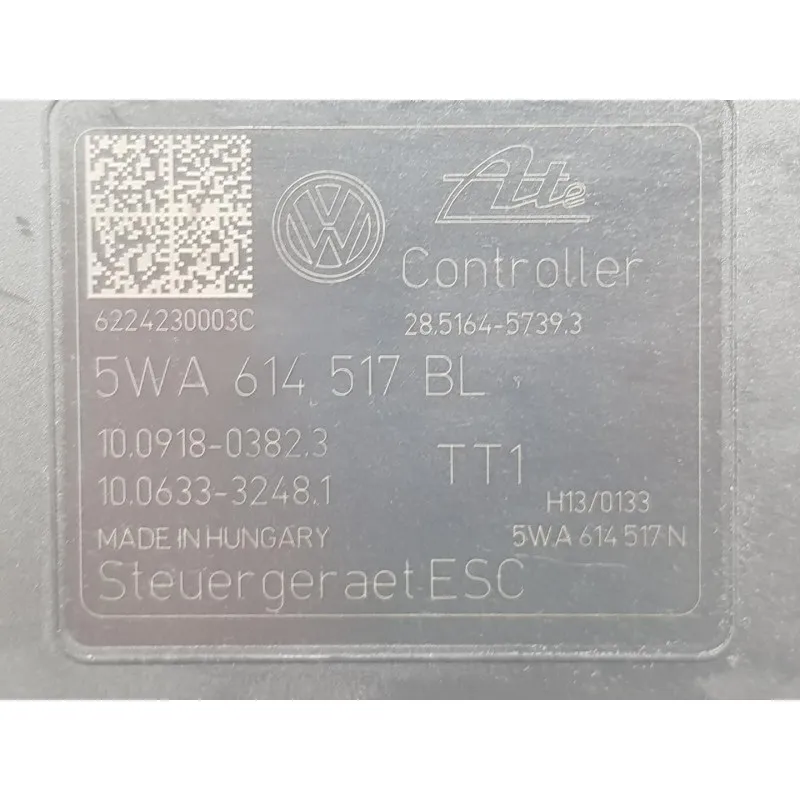 VW Ate
Controller
6224230003C 28.5164-5739.3
5WA 614 517 BL
10.0918-0382.3
TT1
10.0633-3248.1
H13/0133
MADE IN HUNGARY 5WA 614 517 N
Steuergeraet ESC